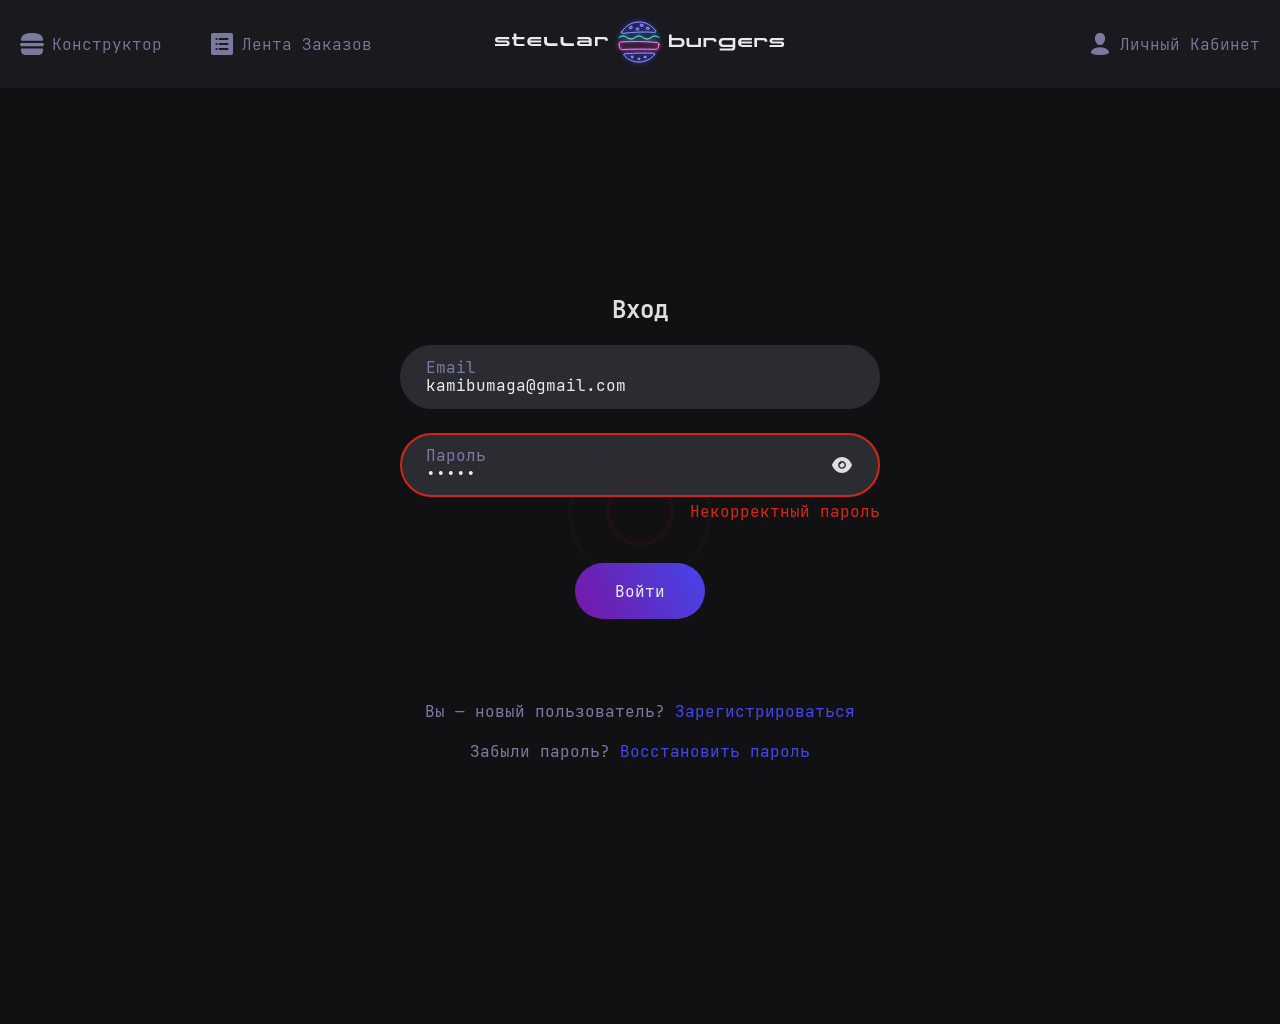 Конструктор
Лента Заказов
stellar burgers
Личный Кабинет
Вход
Email
kamibumaga@gmail.com
Пароль
•••••
Некорректный пароль
Войти
Вы — новый пользователь? Зарегистрироваться
Забыли пароль? Восстановить пароль